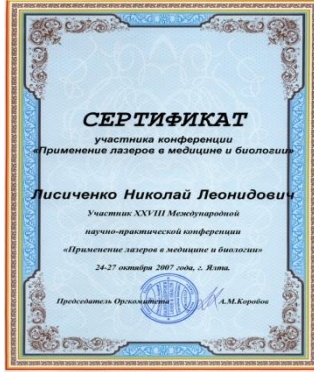 СЕРТИФИКАТ
участника конференции
«Применение лазеров в медицине и биологии»
Лисиченко Николай Леонидович
Участник XXVIII Международной
научно-практической конференции
«Применение лазеров в медицине и биологии»
24-27 октября 2007 года, г. Ялта.
Председатель Оргкомитета А.М.Коробов